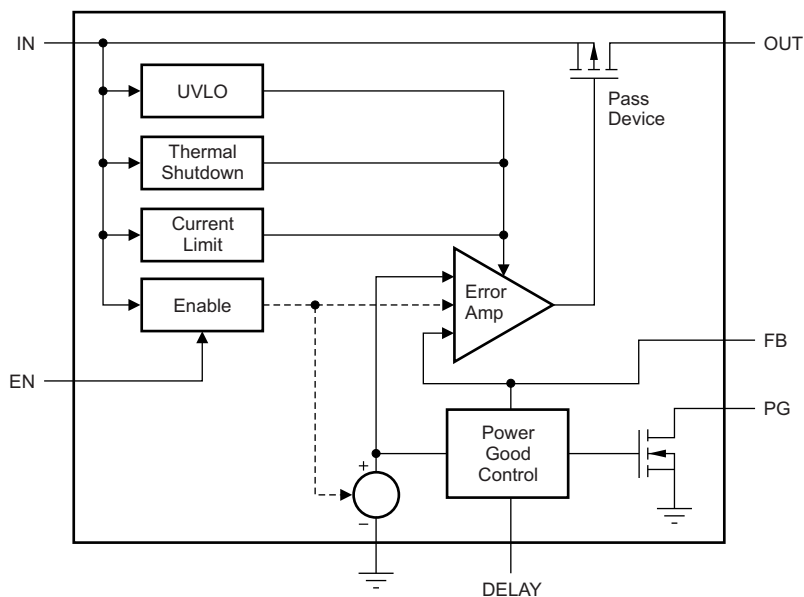 IN
OUT
UVLO
Pass
Device
Thermal
Shutdown
Current
Limit
Error
Amp
Enable
FB
EN
PG
Power
Good
Control
+
–
DELAY